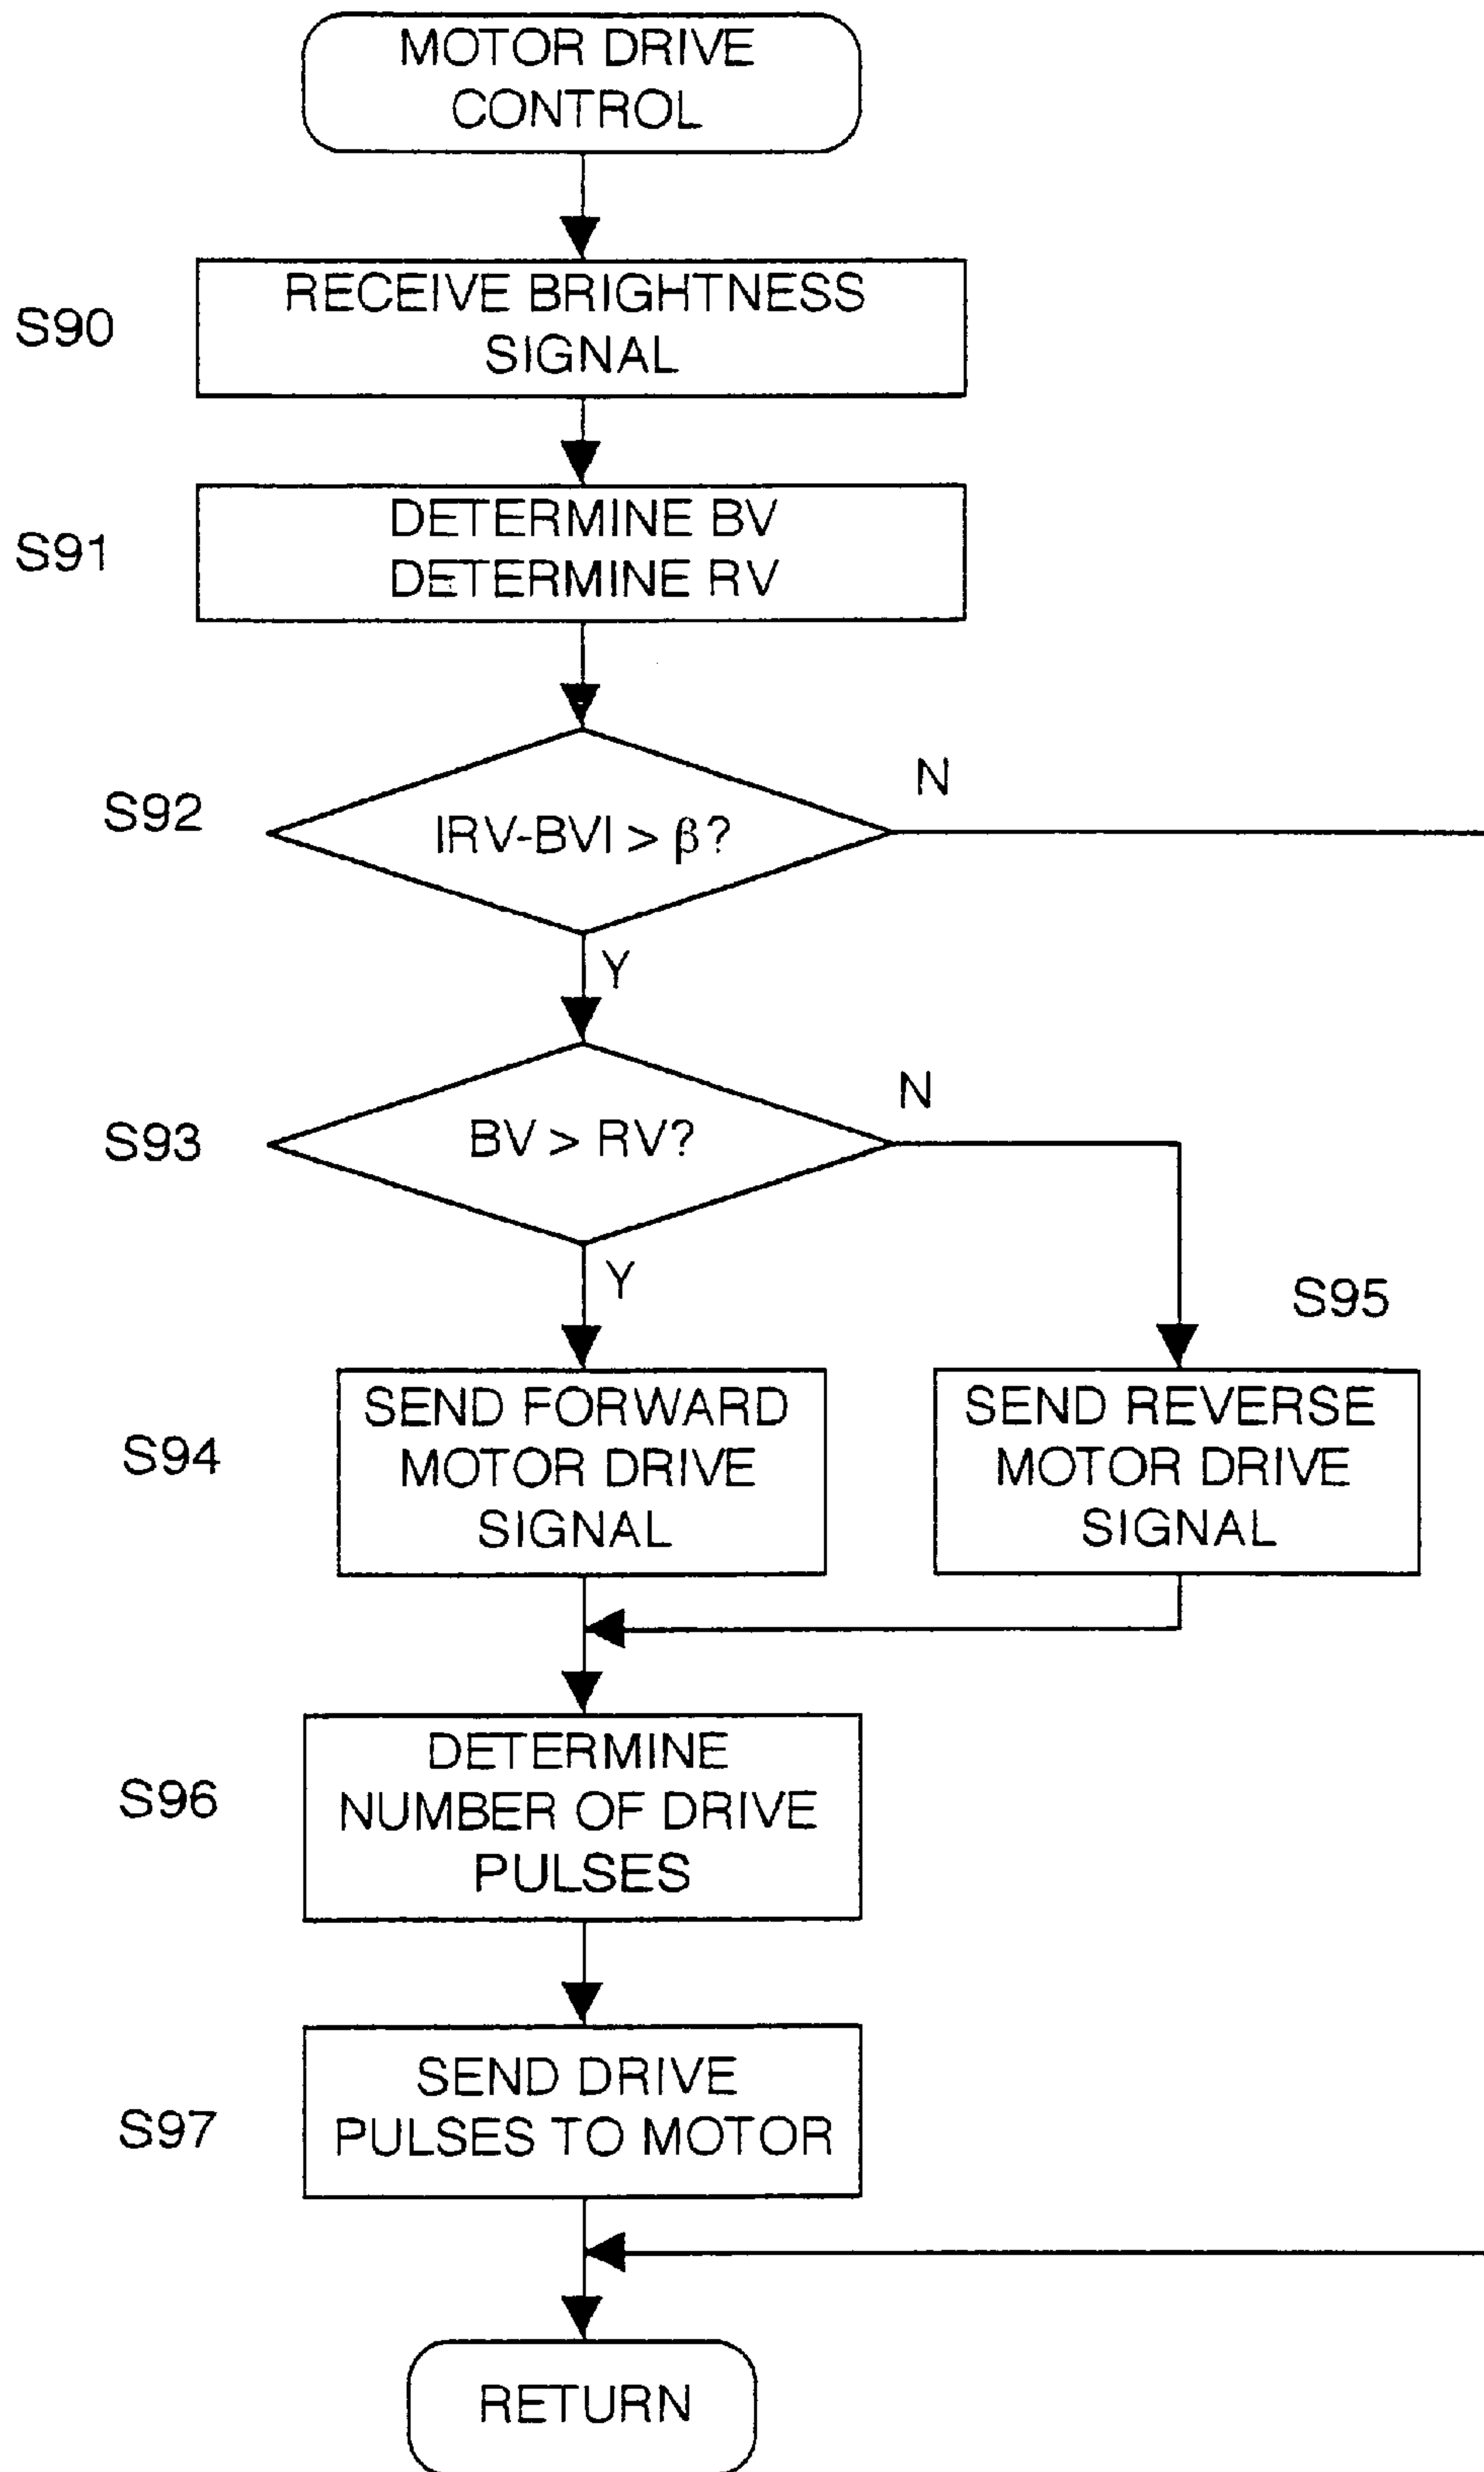 MOTOR DRIVE
CONTROL
S90
RECEIVE BRIGHTNESS
SIGNAL
S91
DETERMINE BV
DETERMINE RV
S92
IRV-BVI > β?
N
Y
S93
BV > RV?
N
Y
S95
S94
SEND FORWARD
MOTOR DRIVE
SIGNAL
SEND REVERSE
MOTOR DRIVE
SIGNAL
S96
DETERMINE
NUMBER OF DRIVE
PULSES
S97
SEND DRIVE
PULSES TO MOTOR
RETURN